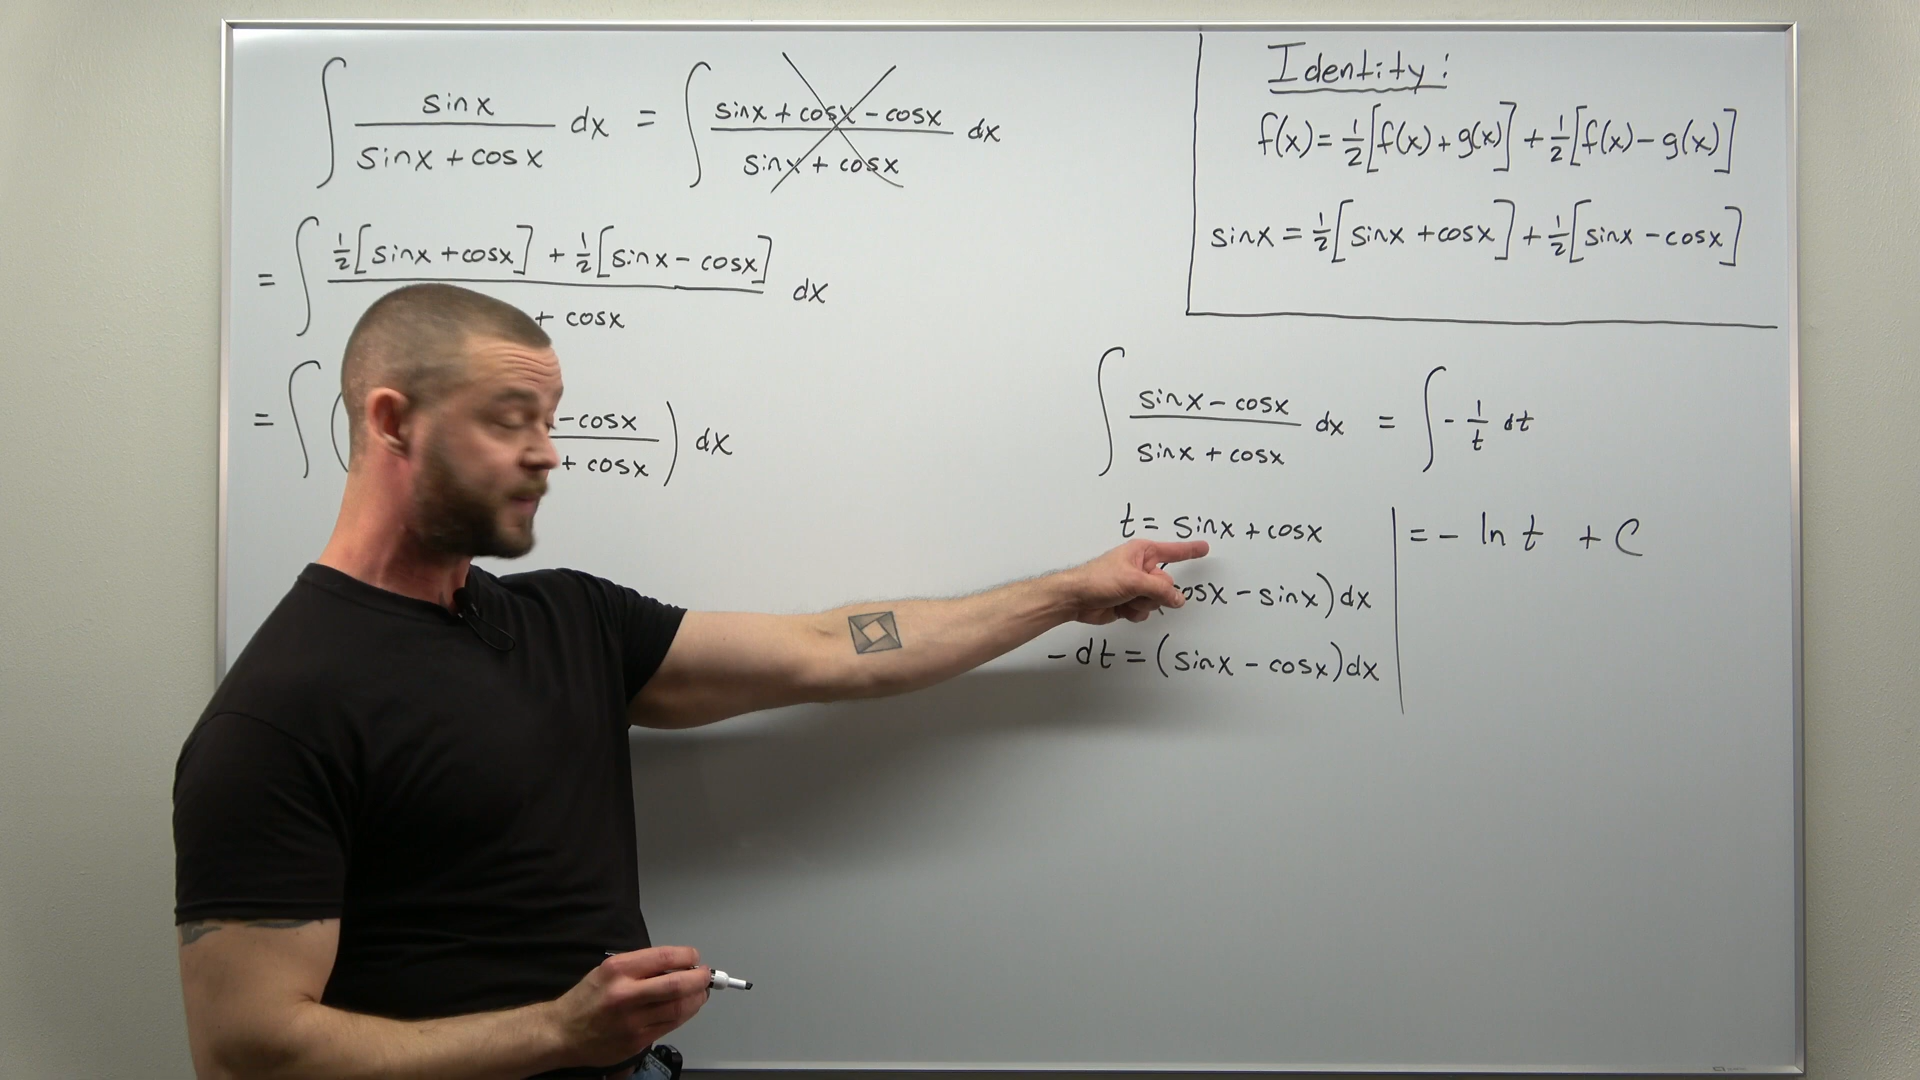 ∫ sinx / sinx + cosx dx = ∫ sinx + cosx - cosx / sinx + cosx dx
= ∫ ½[sinx + cosx] + ½[sinx - cosx] / + cosx dx
= ∫ ( - cosx / + cosx ) dx
Identity:
f(x) = ½[f(x) + g(x)] + ½[f(x) - g(x)]
sinx = ½[sinx + cosx] + ½[sinx - cosx]
∫ sinx - cosx / sinx + cosx dx = ∫ - 1/t dt
t = sinx + cosx
= - ln t + C
(cosx - sinx)dx
-dt = (sinx - cosx)dx